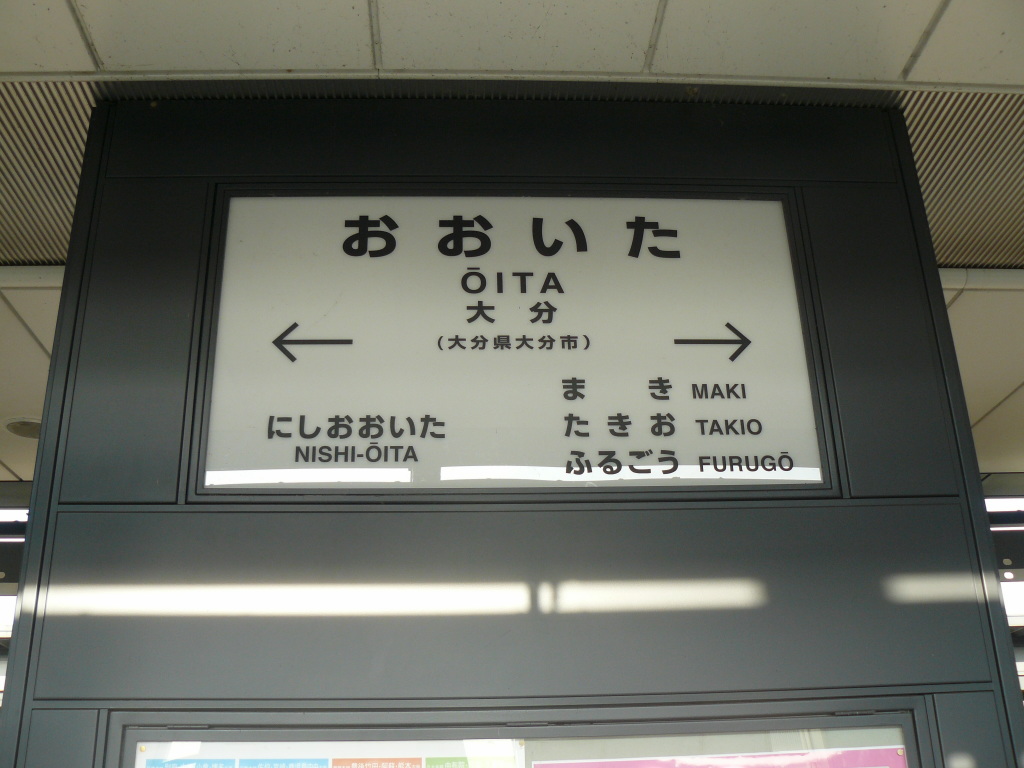 おおいた
ŌITA
大分
(大分県大分市)
← →
まき MAKI
にしおおいた たきお TAKIO
NISHI-ŌITA ふるごう FURUGŌ